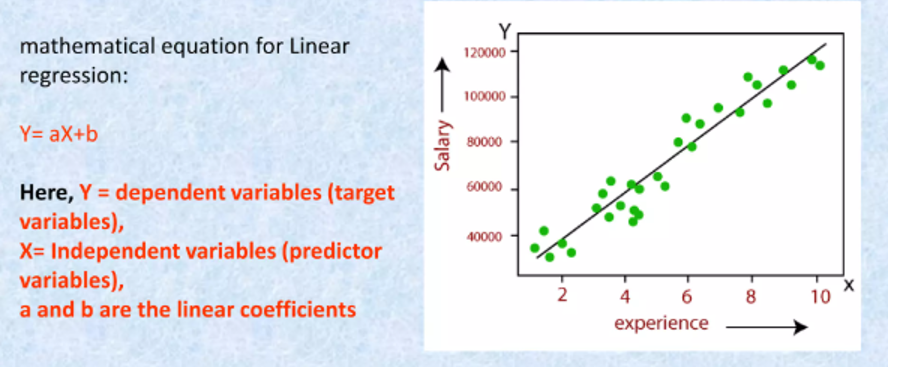 mathematical equation for Linear
regression:
Y= aX+b
Here, Y = dependent variables (target
variables),
X= Independent variables (predictor
variables),
a and b are the linear coefficients
Y
120000
100000
80000
60000
40000
Salary
2 4 6 8 10 X
experience